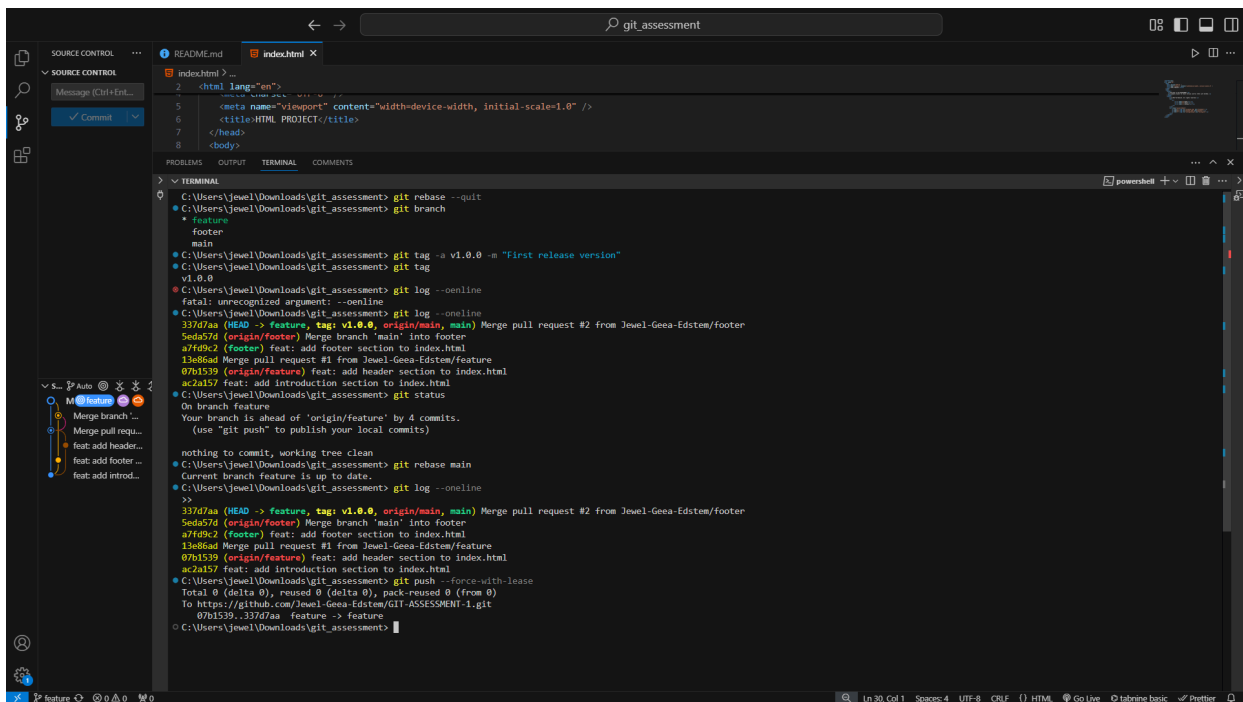 git_assessment
SOURCE CONTROL ···
README.md
index.html
SOURCE CONTROL
Message (Ctrl+Ent...
Commit
index.html > ...
2 <html lang="en">
5 <meta name="viewport" content="width=device-width, initial-scale=1.0" />
6 <title>HTML PROJECT</title>
7 </head>
8 <body>
PROBLEMS OUTPUT TERMINAL COMMENTS
TERMINAL
powershell
C:\Users\jewel\Downloads\git_assessment> git rebase --quit
C:\Users\jewel\Downloads\git_assessment> git branch
* feature
footer
main
C:\Users\jewel\Downloads\git_assessment> git tag -a v1.0.0 -m "First release version"
C:\Users\jewel\Downloads\git_assessment> git tag
v1.0.0
C:\Users\jewel\Downloads\git_assessment> git log --oenline
fatal: unrecognized argument: --oenline
C:\Users\jewel\Downloads\git_assessment> git log --oneline
337d7aa (HEAD -> feature, tag: v1.0.0, origin/main, main) Merge pull request #2 from Jewel-Geea-Edstem/footer
5eda57d (origin/footer) Merge branch 'main' into footer
a7fd9c2 (footer) feat: add footer section to index.html
13e86ad Merge pull request #1 from Jewel-Geea-Edstem/feature
07b1539 (origin/feature) feat: add header section to index.html
ac2a157 feat: add introduction section to index.html
C:\Users\jewel\Downloads\git_assessment> git status
On branch feature
Your branch is ahead of 'origin/feature' by 4 commits.
(use "git push" to publish your local commits)
nothing to commit, working tree clean
C:\Users\jewel\Downloads\git_assessment> git rebase main
Current branch feature is up to date.
C:\Users\jewel\Downloads\git_assessment> git log --oneline
>>
337d7aa (HEAD -> feature, tag: v1.0.0, origin/main, main) Merge pull request #2 from Jewel-Geea-Edstem/footer
5eda57d (origin/footer) Merge branch 'main' into footer
a7fd9c2 (footer) feat: add footer section to index.html
13e86ad Merge pull request #1 from Jewel-Geea-Edstem/feature
07b1539 (origin/feature) feat: add header section to index.html
ac2a157 feat: add introduction section to index.html
C:\Users\jewel\Downloads\git_assessment> git push --force-with-lease
Total 0 (delta 0), reused 0 (delta 0), pack-reused 0 (from 0)
To https://github.com/Jewel-Geea-Edstem/GIT-ASSESSMENT-1.git
07b1539..337d7aa feature -> feature
C:\Users\jewel\Downloads\git_assessment>
S... Auto
M feature
Merge branch '...
Merge pull requ...
feat: add header...
feat: add footer ...
feat: add introd...
1
feature 0 0 0
Ln 30, Col 1 Spaces: 4 UTF-8 CRLF {} HTML Go Live tabnine basic Prettier